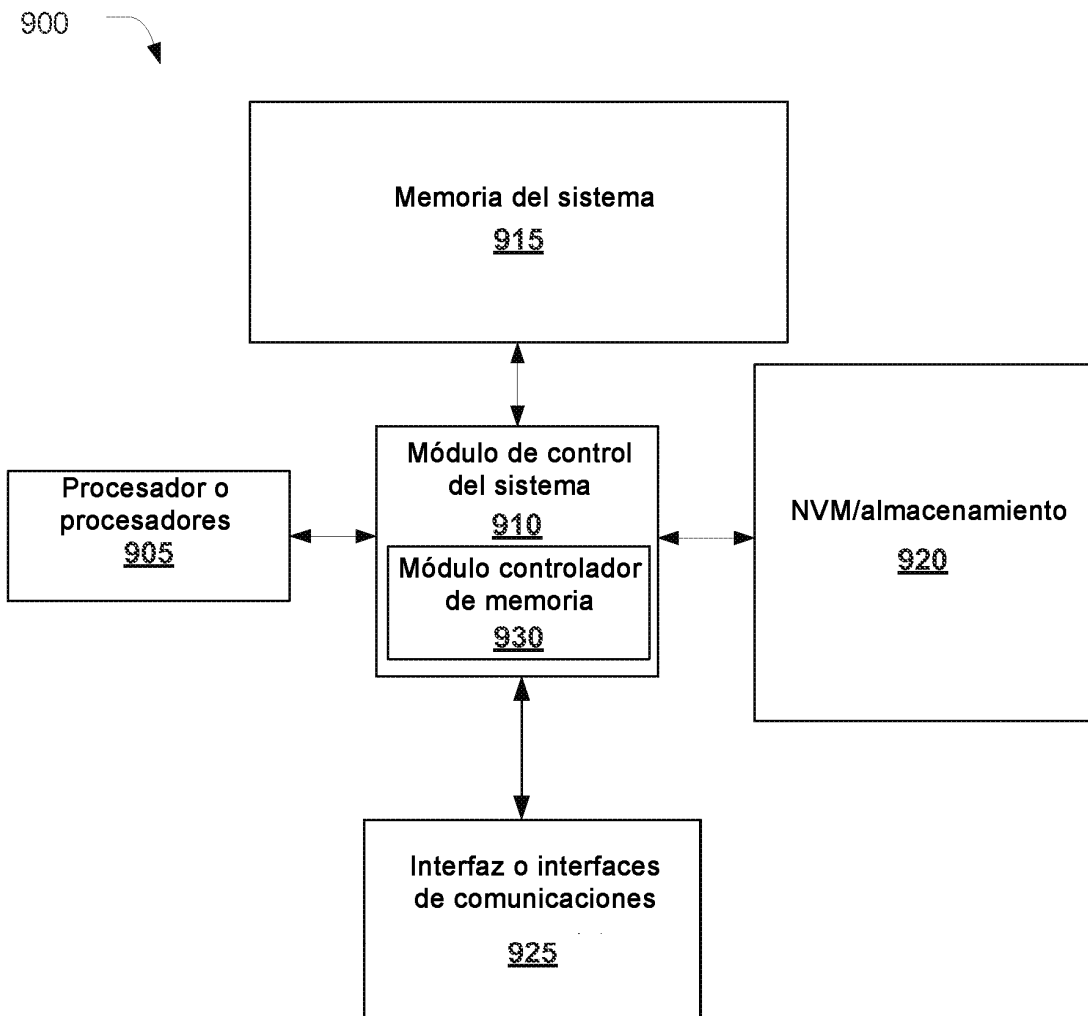 900
Memoria del sistema
915
Procesador o
procesadores
905
Módulo de control
del sistema
910
Módulo controlador
de memoria
930
NVM/almacenamiento
920
Interfaz o interfaces
de comunicaciones
925